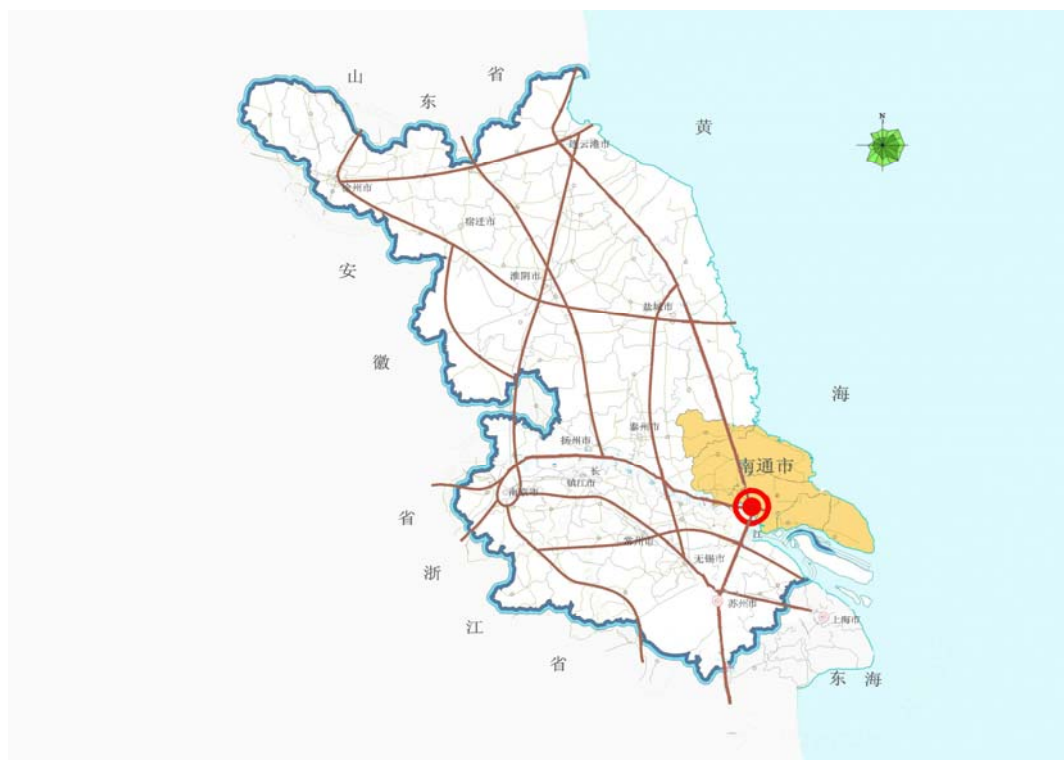 山
东
省
黄
N
连云港市
徐州市
宿迁市
安
淮阴市
盐城市
徽
海
泰州市
扬州市
南通市
长
镇江市
南京市
省
江
常州市
无锡市
浙
苏州市
上海市
江
省
东 海